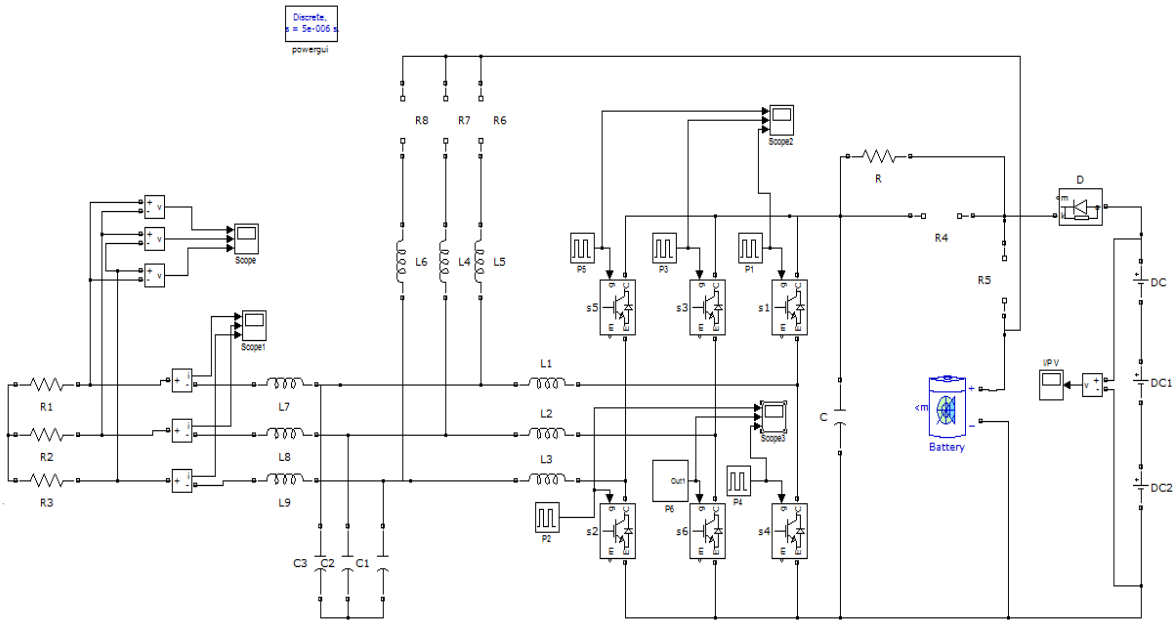 Discrete,
s = 5e-006 s.
powergui
R8
R7
R6
Scope2
R
D
<m
k
+
-
v
+
-
v
+
-
v
Scope
L6
L4
L5
P5
P3
P1
R4
R5
s5
s3
s1
g
C
m
E
g
C
m
E
g
C
m
E
DC
Scope1
L1
I/P V
v
+
-
DC1
+
-
i
R1
L7
L2
C
<m
+
-
Battery
+
-
i
R2
L8
Scope3
L3
+
-
i
R3
L9
Out1
P6
P4
DC2
P2
s2
s6
s4
g
C
m
E
g
C
m
E
g
C
m
E
C3
C2
C1